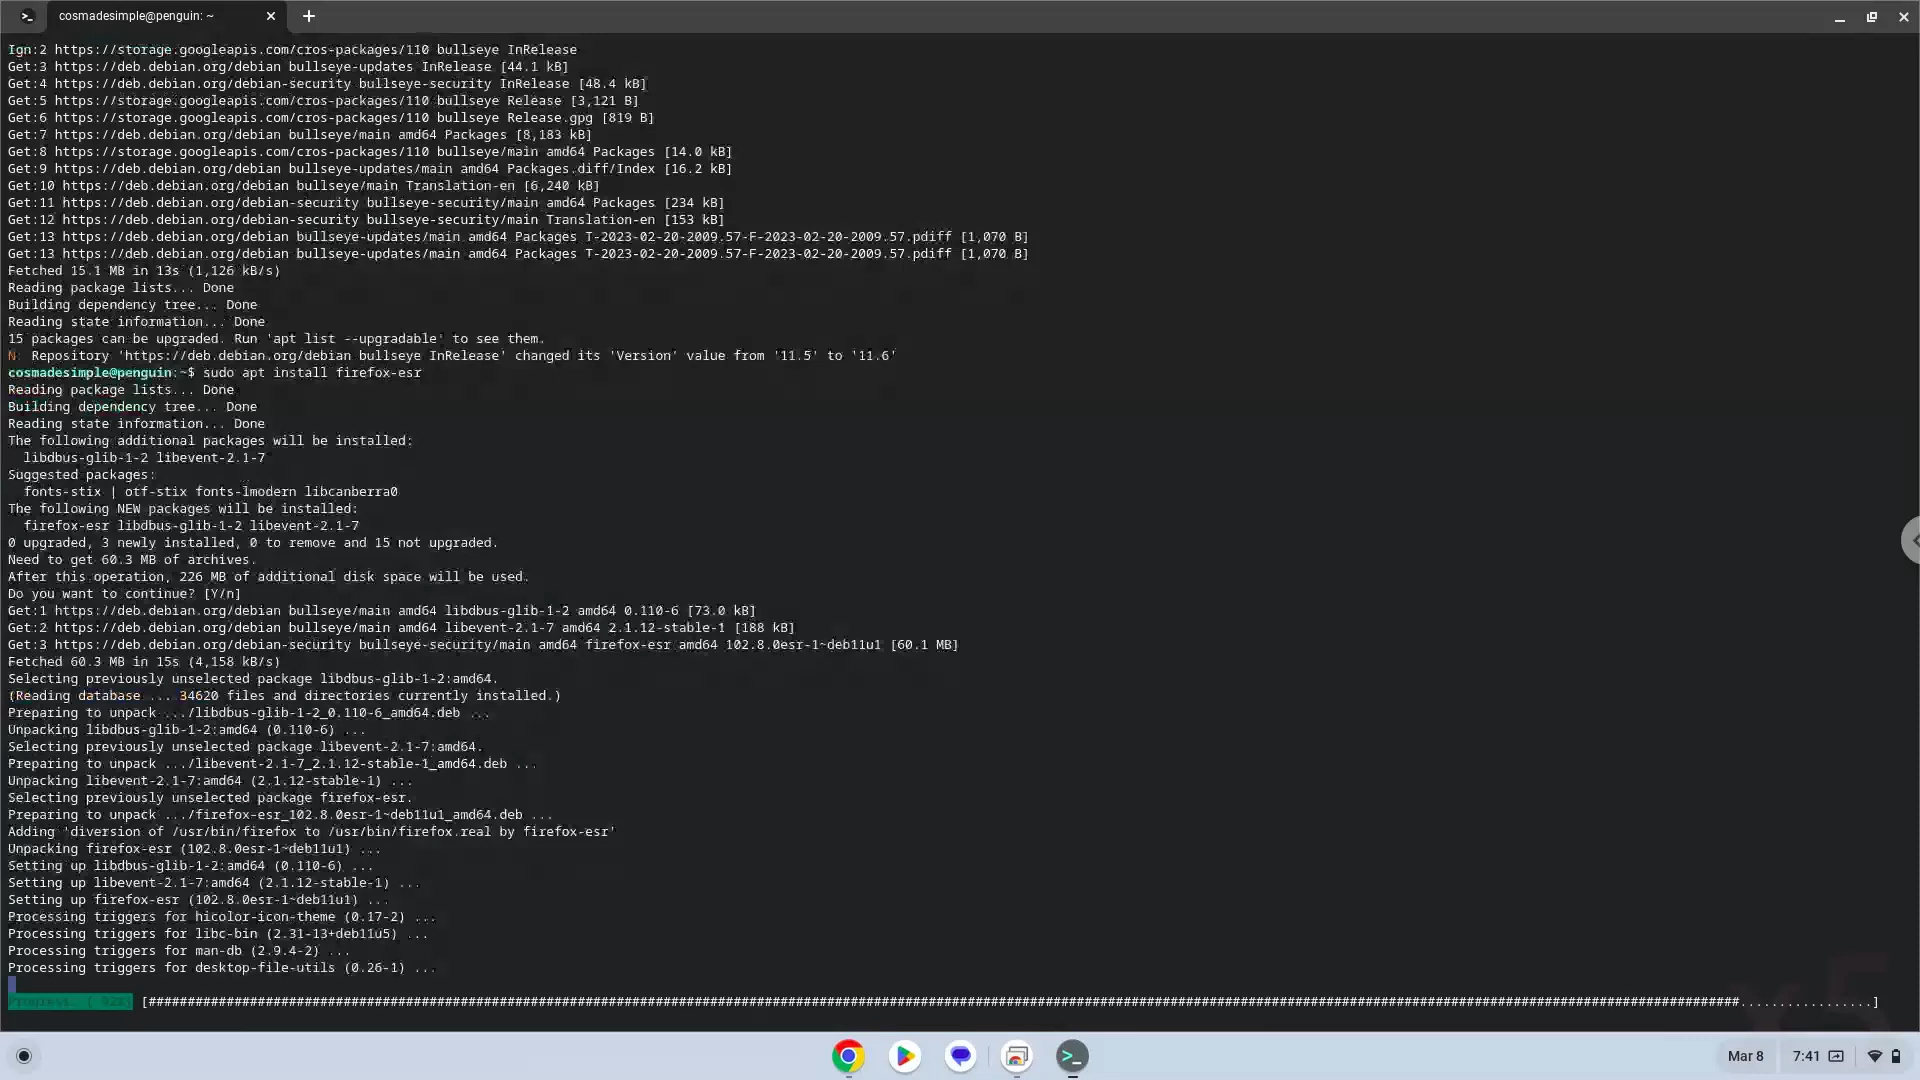 cosmadesimple@penguin: ~
Ign:2 https://storage.googleapis.com/cros-packages/110 bullseye InRelease
Get:3 https://deb.debian.org/debian bullseye-updates InRelease [44.1 kB]
Get:4 https://deb.debian.org/debian-security bullseye-security InRelease [48.4 kB]
Get:5 https://storage.googleapis.com/cros-packages/110 bullseye Release [3,121 B]
Get:6 https://storage.googleapis.com/cros-packages/110 bullseye Release.gpg [819 B]
Get:7 https://deb.debian.org/debian bullseye/main amd64 Packages [8,183 kB]
Get:8 https://storage.googleapis.com/cros-packages/110 bullseye/main amd64 Packages [14.0 kB]
Get:9 https://deb.debian.org/debian bullseye-updates/main amd64 Packages.diff/Index [16.2 kB]
Get:10 https://deb.debian.org/debian bullseye/main Translation-en [6,240 kB]
Get:11 https://deb.debian.org/debian-security bullseye-security/main amd64 Packages [234 kB]
Get:12 https://deb.debian.org/debian-security bullseye-security/main Translation-en [153 kB]
Get:13 https://deb.debian.org/debian bullseye-updates/main amd64 Packages T-2023-02-20-2009.57-F-2023-02-20-2009.57.pdiff [1,070 B]
Get:13 https://deb.debian.org/debian bullseye-updates/main amd64 Packages T-2023-02-20-2009.57-F-2023-02-20-2009.57.pdiff [1,070 B]
Fetched 15.1 MB in 13s (1,126 kB/s)
Reading package lists... Done
Building dependency tree... Done
Reading state information... Done
15 packages can be upgraded. Run 'apt list --upgradable' to see them.
N: Repository 'https://deb.debian.org/debian bullseye InRelease' changed its 'Version' value from '11.5' to '11.6'
cosmadesimple@penguin:~$ sudo apt install firefox-esr
Reading package lists... Done
Building dependency tree... Done
Reading state information... Done
The following additional packages will be installed:
libdbus-glib-1-2 libevent-2.1-7
Suggested packages:
fonts-stix | otf-stix fonts-lmodern libcanberra0
The following NEW packages will be installed:
firefox-esr libdbus-glib-1-2 libevent-2.1-7
0 upgraded, 3 newly installed, 0 to remove and 15 not upgraded.
Need to get 60.3 MB of archives.
After this operation, 226 MB of additional disk space will be used.
Do you want to continue? [Y/n]
Get:1 https://deb.debian.org/debian bullseye/main amd64 libdbus-glib-1-2 amd64 0.110-6 [73.0 kB]
Get:2 https://deb.debian.org/debian bullseye/main amd64 libevent-2.1-7 amd64 2.1.12-stable-1 [188 kB]
Get:3 https://deb.debian.org/debian-security bullseye-security/main amd64 firefox-esr amd64 102.8.0esr-1~deb11u1 [60.1 MB]
Fetched 60.3 MB in 15s (4,158 kB/s)
Selecting previously unselected package libdbus-glib-1-2:amd64.
(Reading database ... 34620 files and directories currently installed.)
Preparing to unpack .../libdbus-glib-1-2_0.110-6_amd64.deb ...
Unpacking libdbus-glib-1-2:amd64 (0.110-6) ...
Selecting previously unselected package libevent-2.1-7:amd64.
Preparing to unpack .../libevent-2.1-7_2.1.12-stable-1_amd64.deb ...
Unpacking libevent-2.1-7:amd64 (2.1.12-stable-1) ...
Selecting previously unselected package firefox-esr.
Preparing to unpack .../firefox-esr_102.8.0esr-1~deb11u1_amd64.deb ...
Adding 'diversion of /usr/bin/firefox to /usr/bin/firefox.real by firefox-esr'
Unpacking firefox-esr (102.8.0esr-1~deb11u1) ...
Setting up libdbus-glib-1-2:amd64 (0.110-6) ...
Setting up libevent-2.1-7:amd64 (2.1.12-stable-1) ...
Setting up firefox-esr (102.8.0esr-1~deb11u1) ...
Processing triggers for hicolor-icon-theme (0.17-2) ...
Processing triggers for libc-bin (2.31-13+deb11u5) ...
Processing triggers for man-db (2.9.4-2) ...
Processing triggers for desktop-file-utils (0.26-1) ...
Progress: [ 92%]
Mar 8 7:41